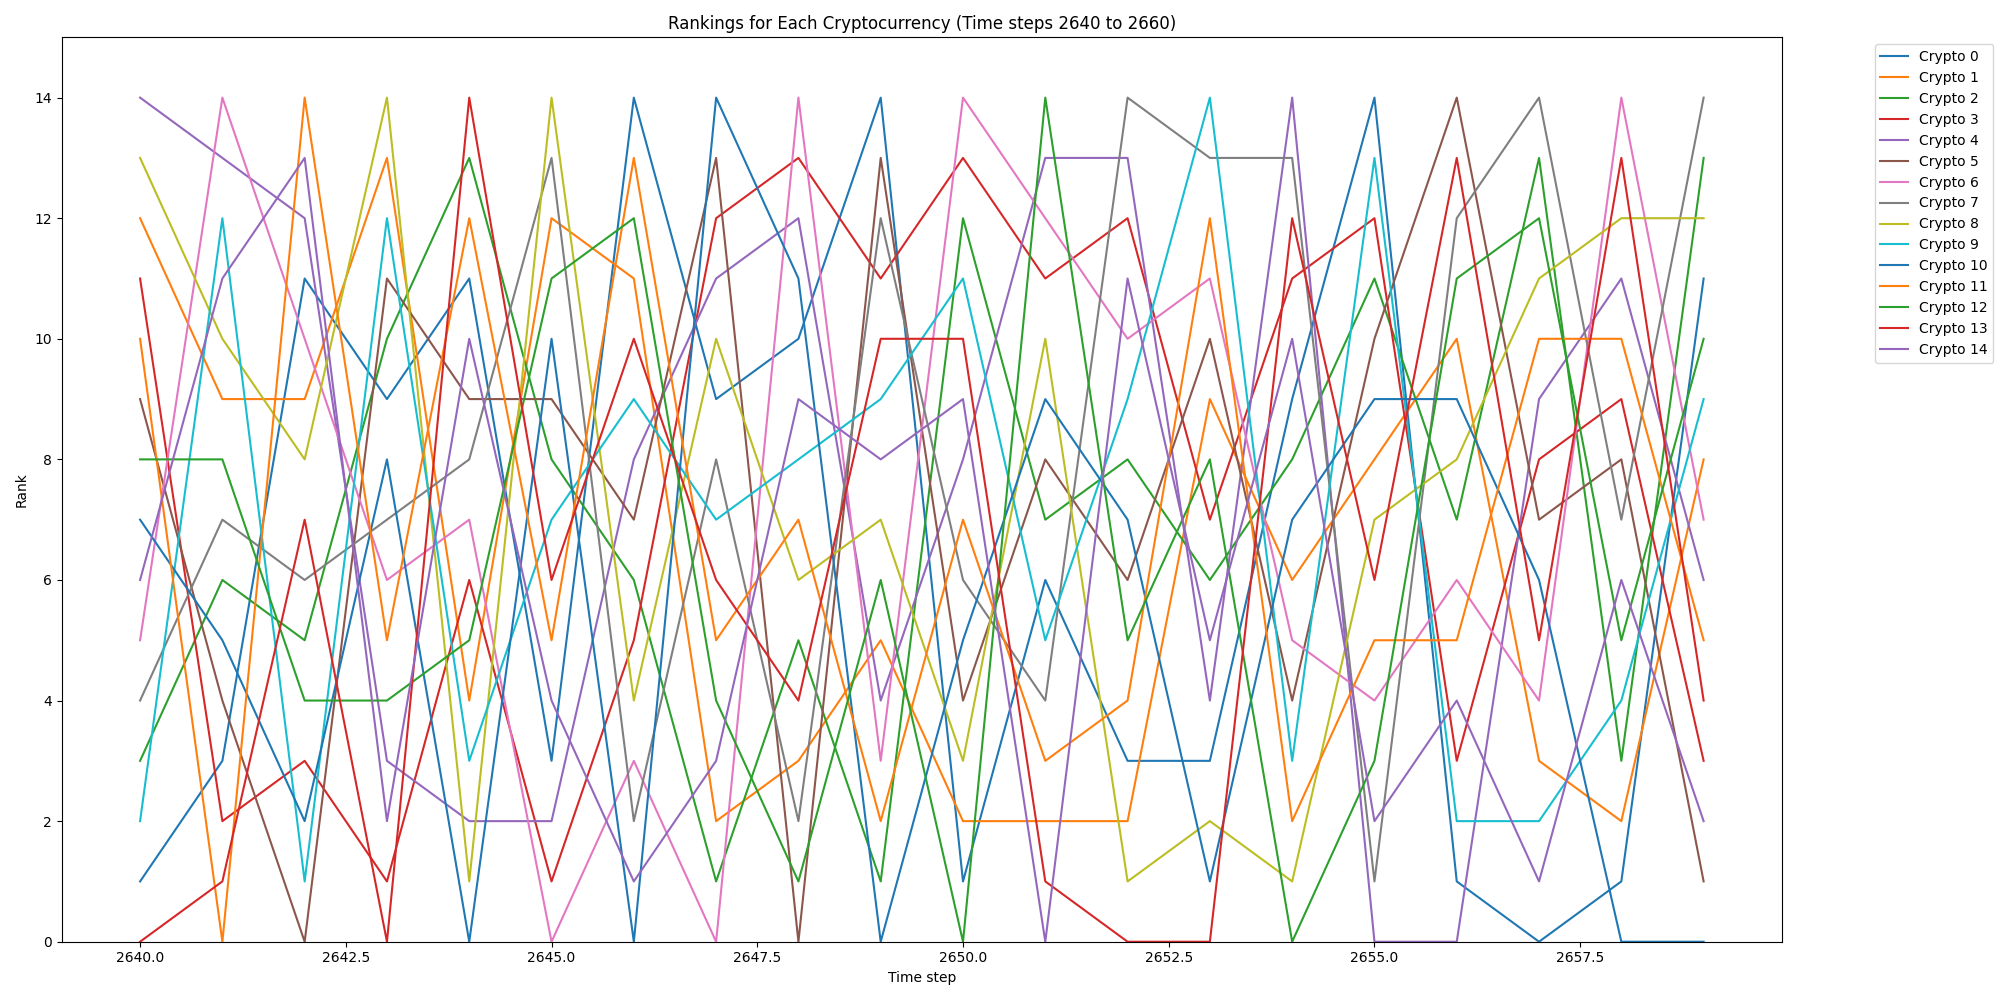 Rankings for Each Cryptocurrency (Time steps 2640 to 2660)
Rank
14
12
10
8
6
4
2
0
2640.0 2642.5 2645.0 2647.5 2650.0 2652.5 2655.0 2657.5
Time step
Crypto 0
Crypto 1
Crypto 2
Crypto 3
Crypto 4
Crypto 5
Crypto 6
Crypto 7
Crypto 8
Crypto 9
Crypto 10
Crypto 11
Crypto 12
Crypto 13
Crypto 14